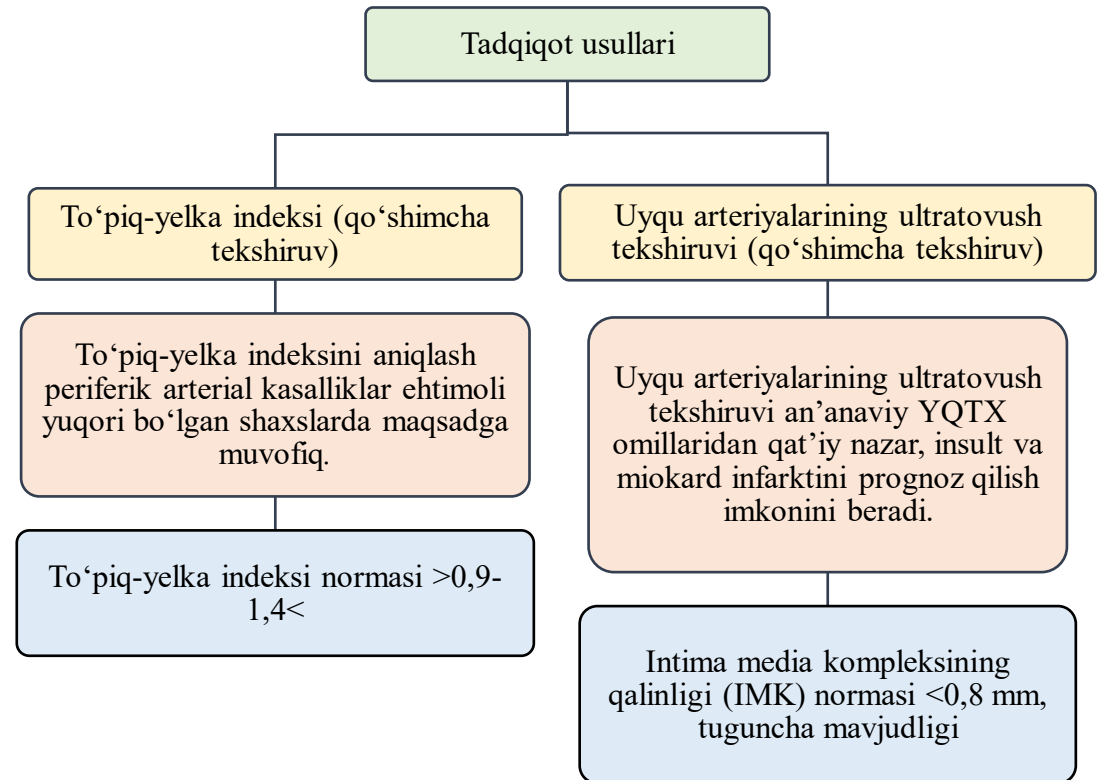 Tadqiqot usullari
To‘piq-yelka indeksi (qo‘shimcha
tekshiruv)
To‘piq-yelka indeksini aniqlash
periferik arterial kasalliklar ehtimoli
yuqori bo‘lgan shaxslarda maqsadga
muvofiq.
To‘piq-yelka indeksi normasi >0,9-
1,4<
Uyqu arteriyalarining ultratovush
tekshiruvi (qo‘shimcha tekshiruv)
Uyqu arteriyalarining ultratovush
tekshiruvi an’anaviy YQTX
omillaridan qat’iy nazar, insult va
miokard infarktini prognoz qilish
imkonini beradi.
Intima media kompleksining
qalinligi (IMK) normasi <0,8 mm,
tuguncha mavjudligi